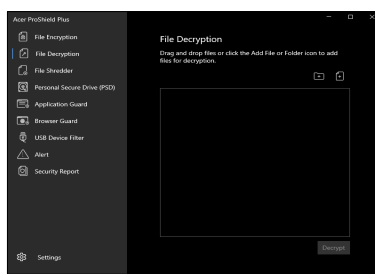 Acer ProShield Plus
File Encryption
File Decryption
File Shredder
Personal Secure Drive (PSD)
Application Guard
Browser Guard
USB Device Filter
Alert
Security Report
Settings
File Decryption
Drag and drop files or click the Add File or Folder icon to add
files for decryption.
Decrypt